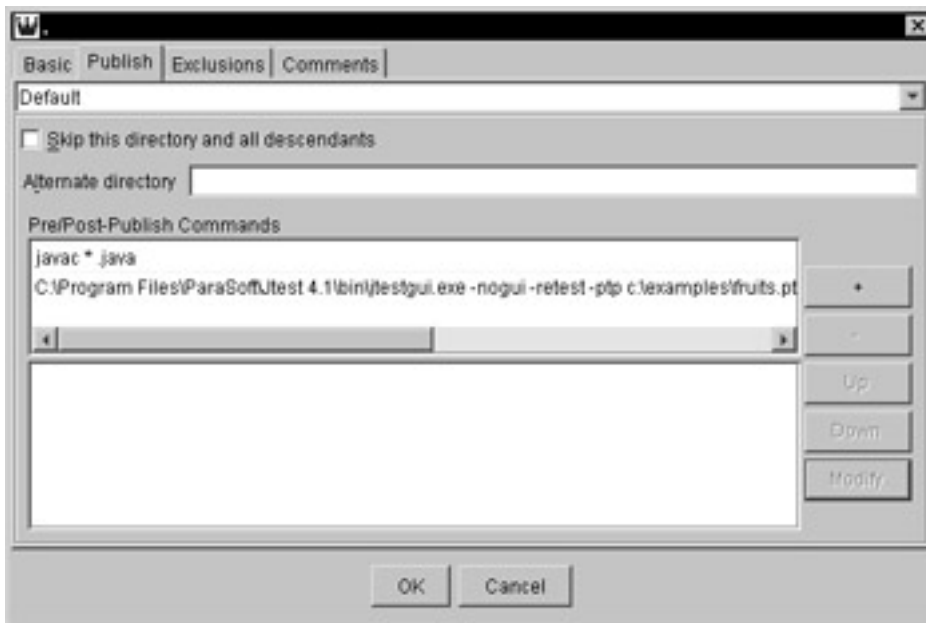 .
Basic Publish Exclusions Comments
Default
Skip this directory and all descendants
Alternate directory
Pre/Post-Publish Commands
javac * .java
C:\Program Files\ParaSoft\Jtest 4.1\bin\jtestgui.exe -nogui -retest -ptp c:\examples\fruits.pt
+
-
Up
Down
Modify
OK Cancel